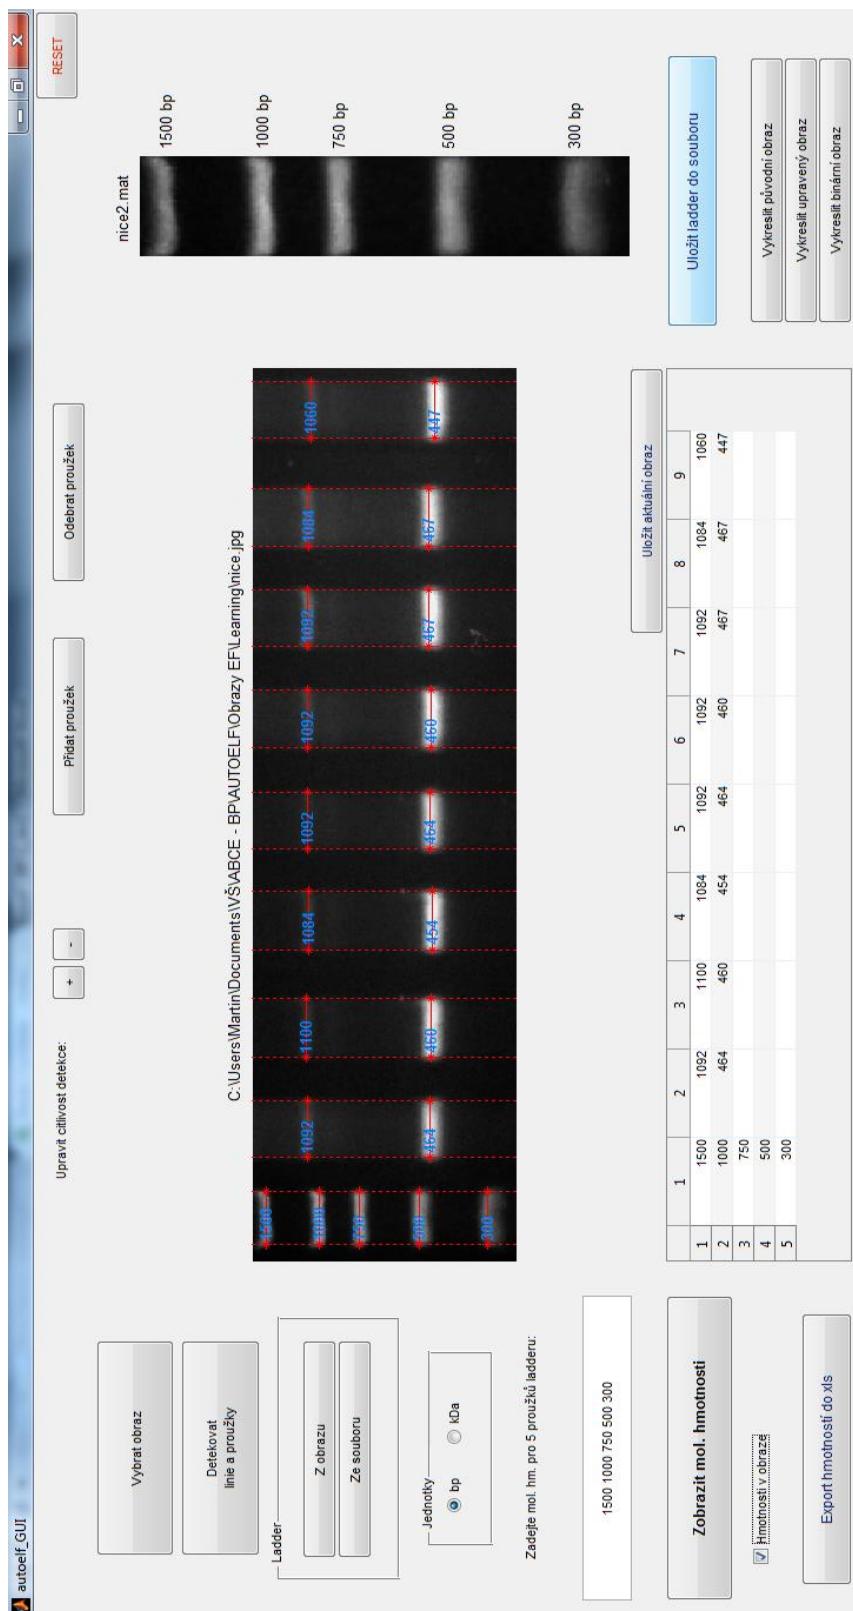 autoelf_GUI
RESET
Upravit citlivost detekce:
+
-
Přidat proužek
Odebrat proužek
Vybrat obraz
Detekovat
linie a proužky
Ladder
Z obrazu
Ze souboru
Jednotky
bp
kDa
Zadejte mol. hm. pro 5 proužků ladderu:
1500 1000 750 500 300
Zobrazit mol. hmotnosti
Hmotnosti v obraze
Export hmotností do xls
C:\Users\Martin\Documents\VŠ\ABCE - BP\AUTOELF\Obrazy EF\Learning\nice.jpg
1500 1092 1100 1084 1092 1092 1092 1084 1060
1000
750
500 464 460 454 464 460 467 467 447
300
nice2.mat
1500 bp
1000 bp
750 bp
500 bp
300 bp
Uložit aktuální obraz
1 2 3 4 5 6 7 8 9
1 1500 1092 1100 1084 1092 1092 1092 1084 1060
2 1000 464 460 454 464 460 467 467 447
3 750
4 500
5 300
Uložit ladder do souboru
Vykreslit původní obraz
Vykreslit upravený obraz
Vykreslit binární obraz